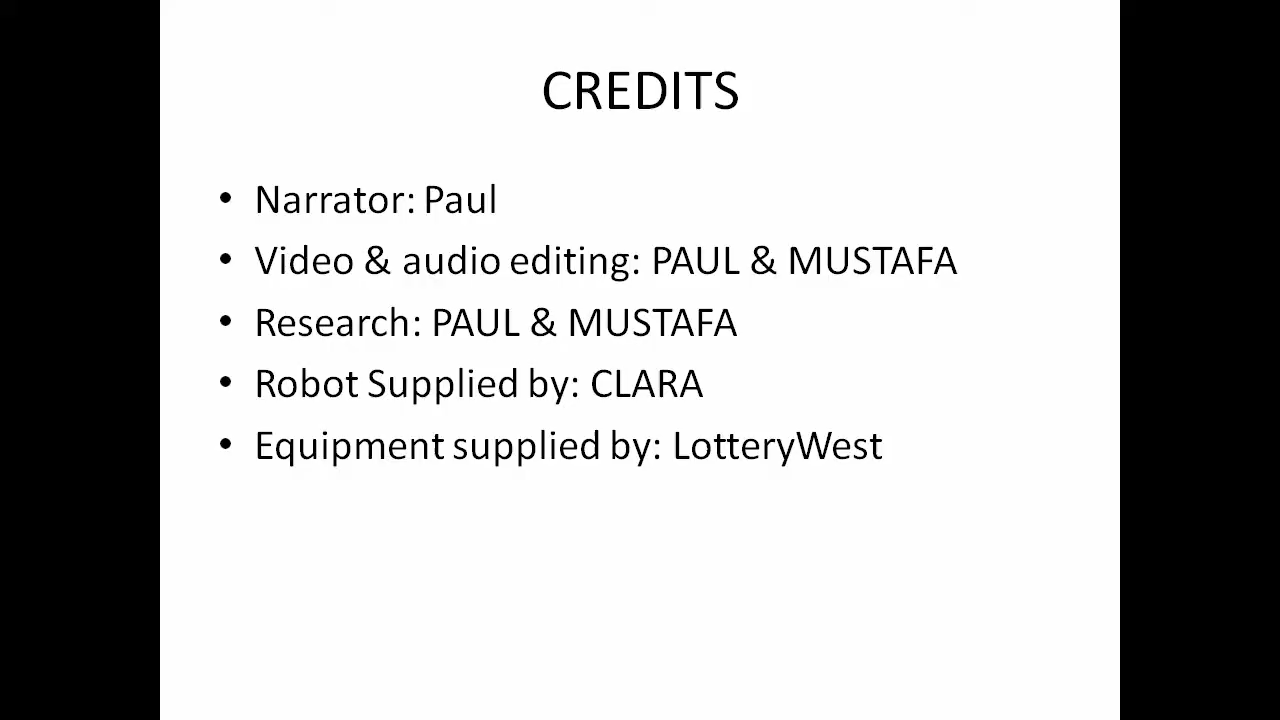 CREDITS
• Narrator: Paul
• Video & audio editing: PAUL & MUSTAFA
• Research: PAUL & MUSTAFA
• Robot Supplied by: CLARA
• Equipment supplied by: LotteryWest